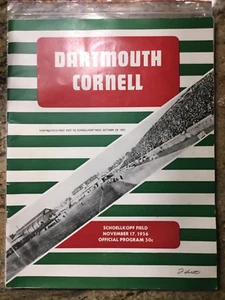 DARTMOUTH
CORNELL
SCHOELLKOPF FIELD
NOVEMBER 17, 1956
OFFICIAL PROGRAM 50c